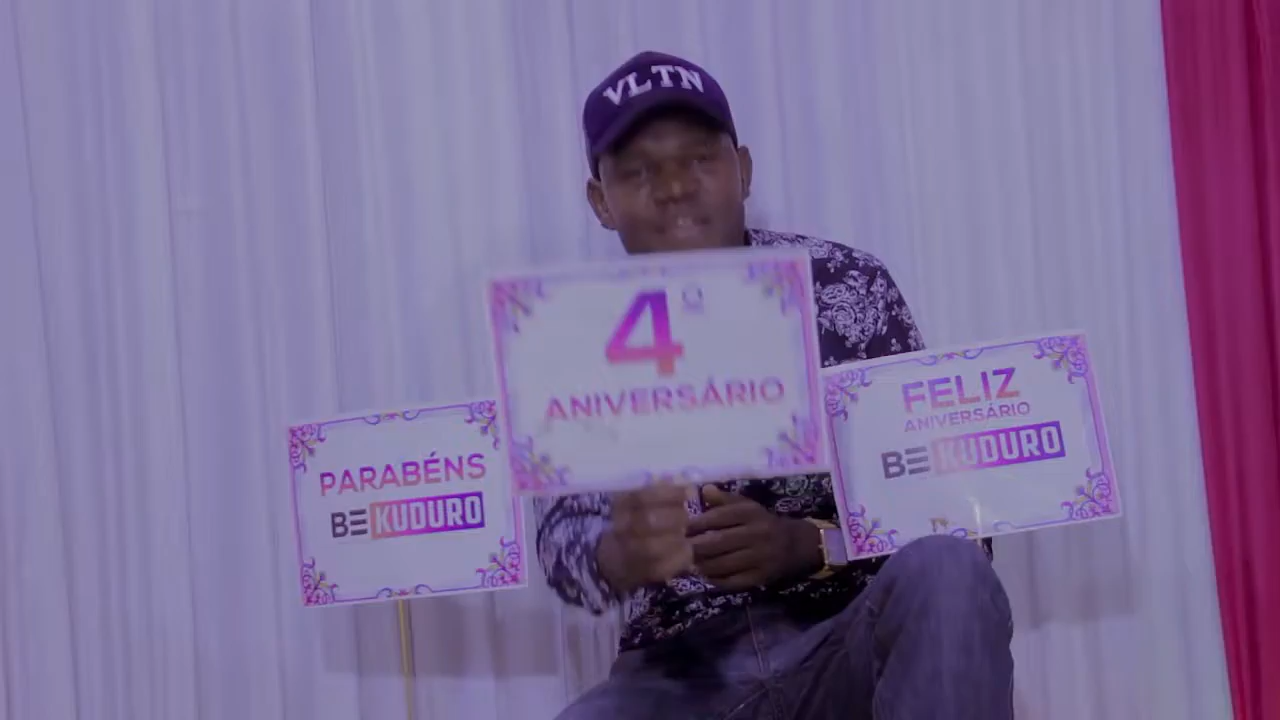 VLTN
4º
ANIVERSÁRIO
PARABÉNS
BE KUDURO
FELIZ
ANIVERSÁRIO
BE KUDURO